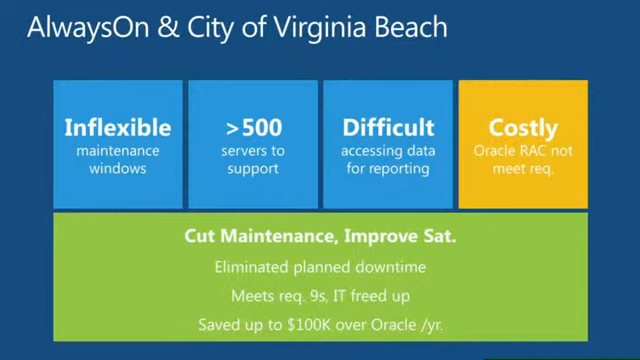 AlwaysOn & City of Virginia Beach
Inflexible
maintenance
windows
>500
servers to
support
Difficult
accessing data
for reporting
Costly
Oracle RAC not
meet req.
Cut Maintenance, Improve Sat.
Eliminated planned downtime
Meets req. 9s, IT freed up
Saved up to $100K over Oracle /yr.